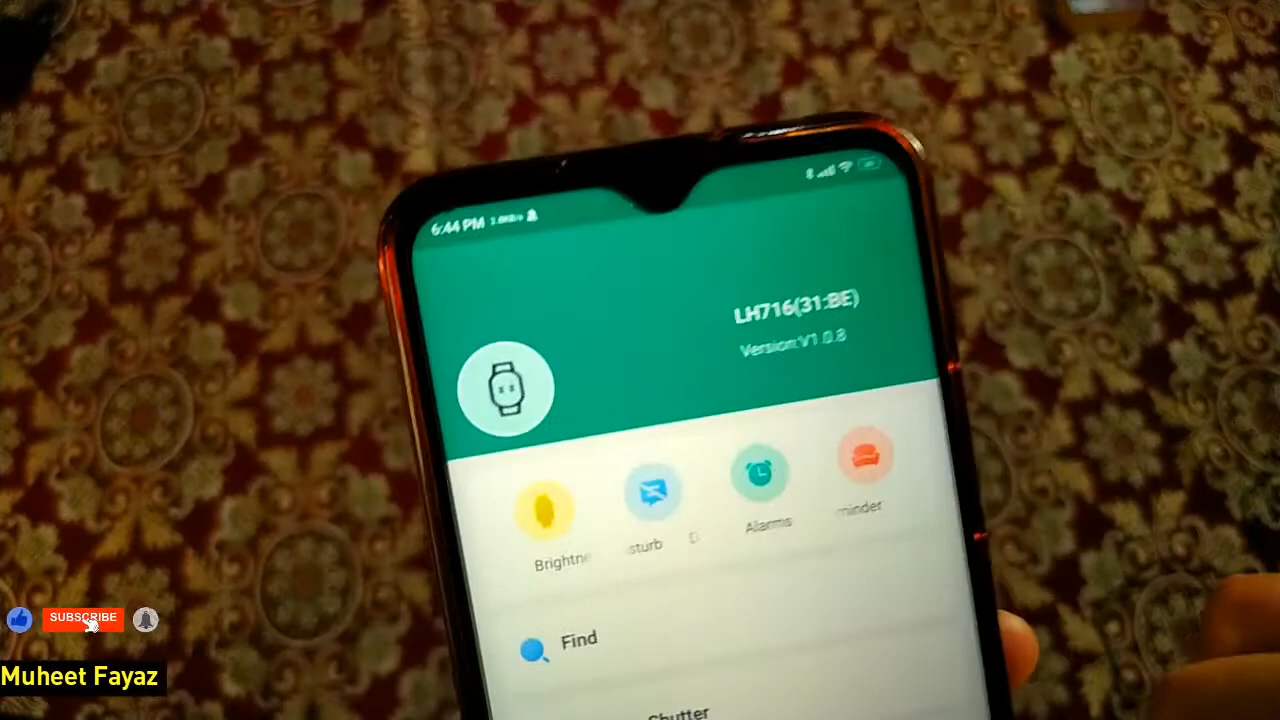 6:44 PM
LH716(31:BE)
Version:V1.0.8
Brightne
sturb D
Alarms
minder
Find
Shutter
SUBSCRIBE
Muheet Fayaz